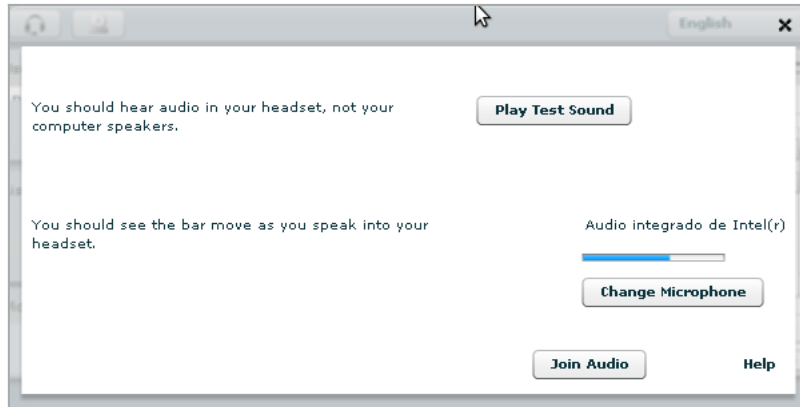 English
You should hear audio in your headset, not your
computer speakers.
Play Test Sound
You should see the bar move as you speak into your
headset.
Audio integrado de Intel(r)
Change Microphone
Join Audio
Help